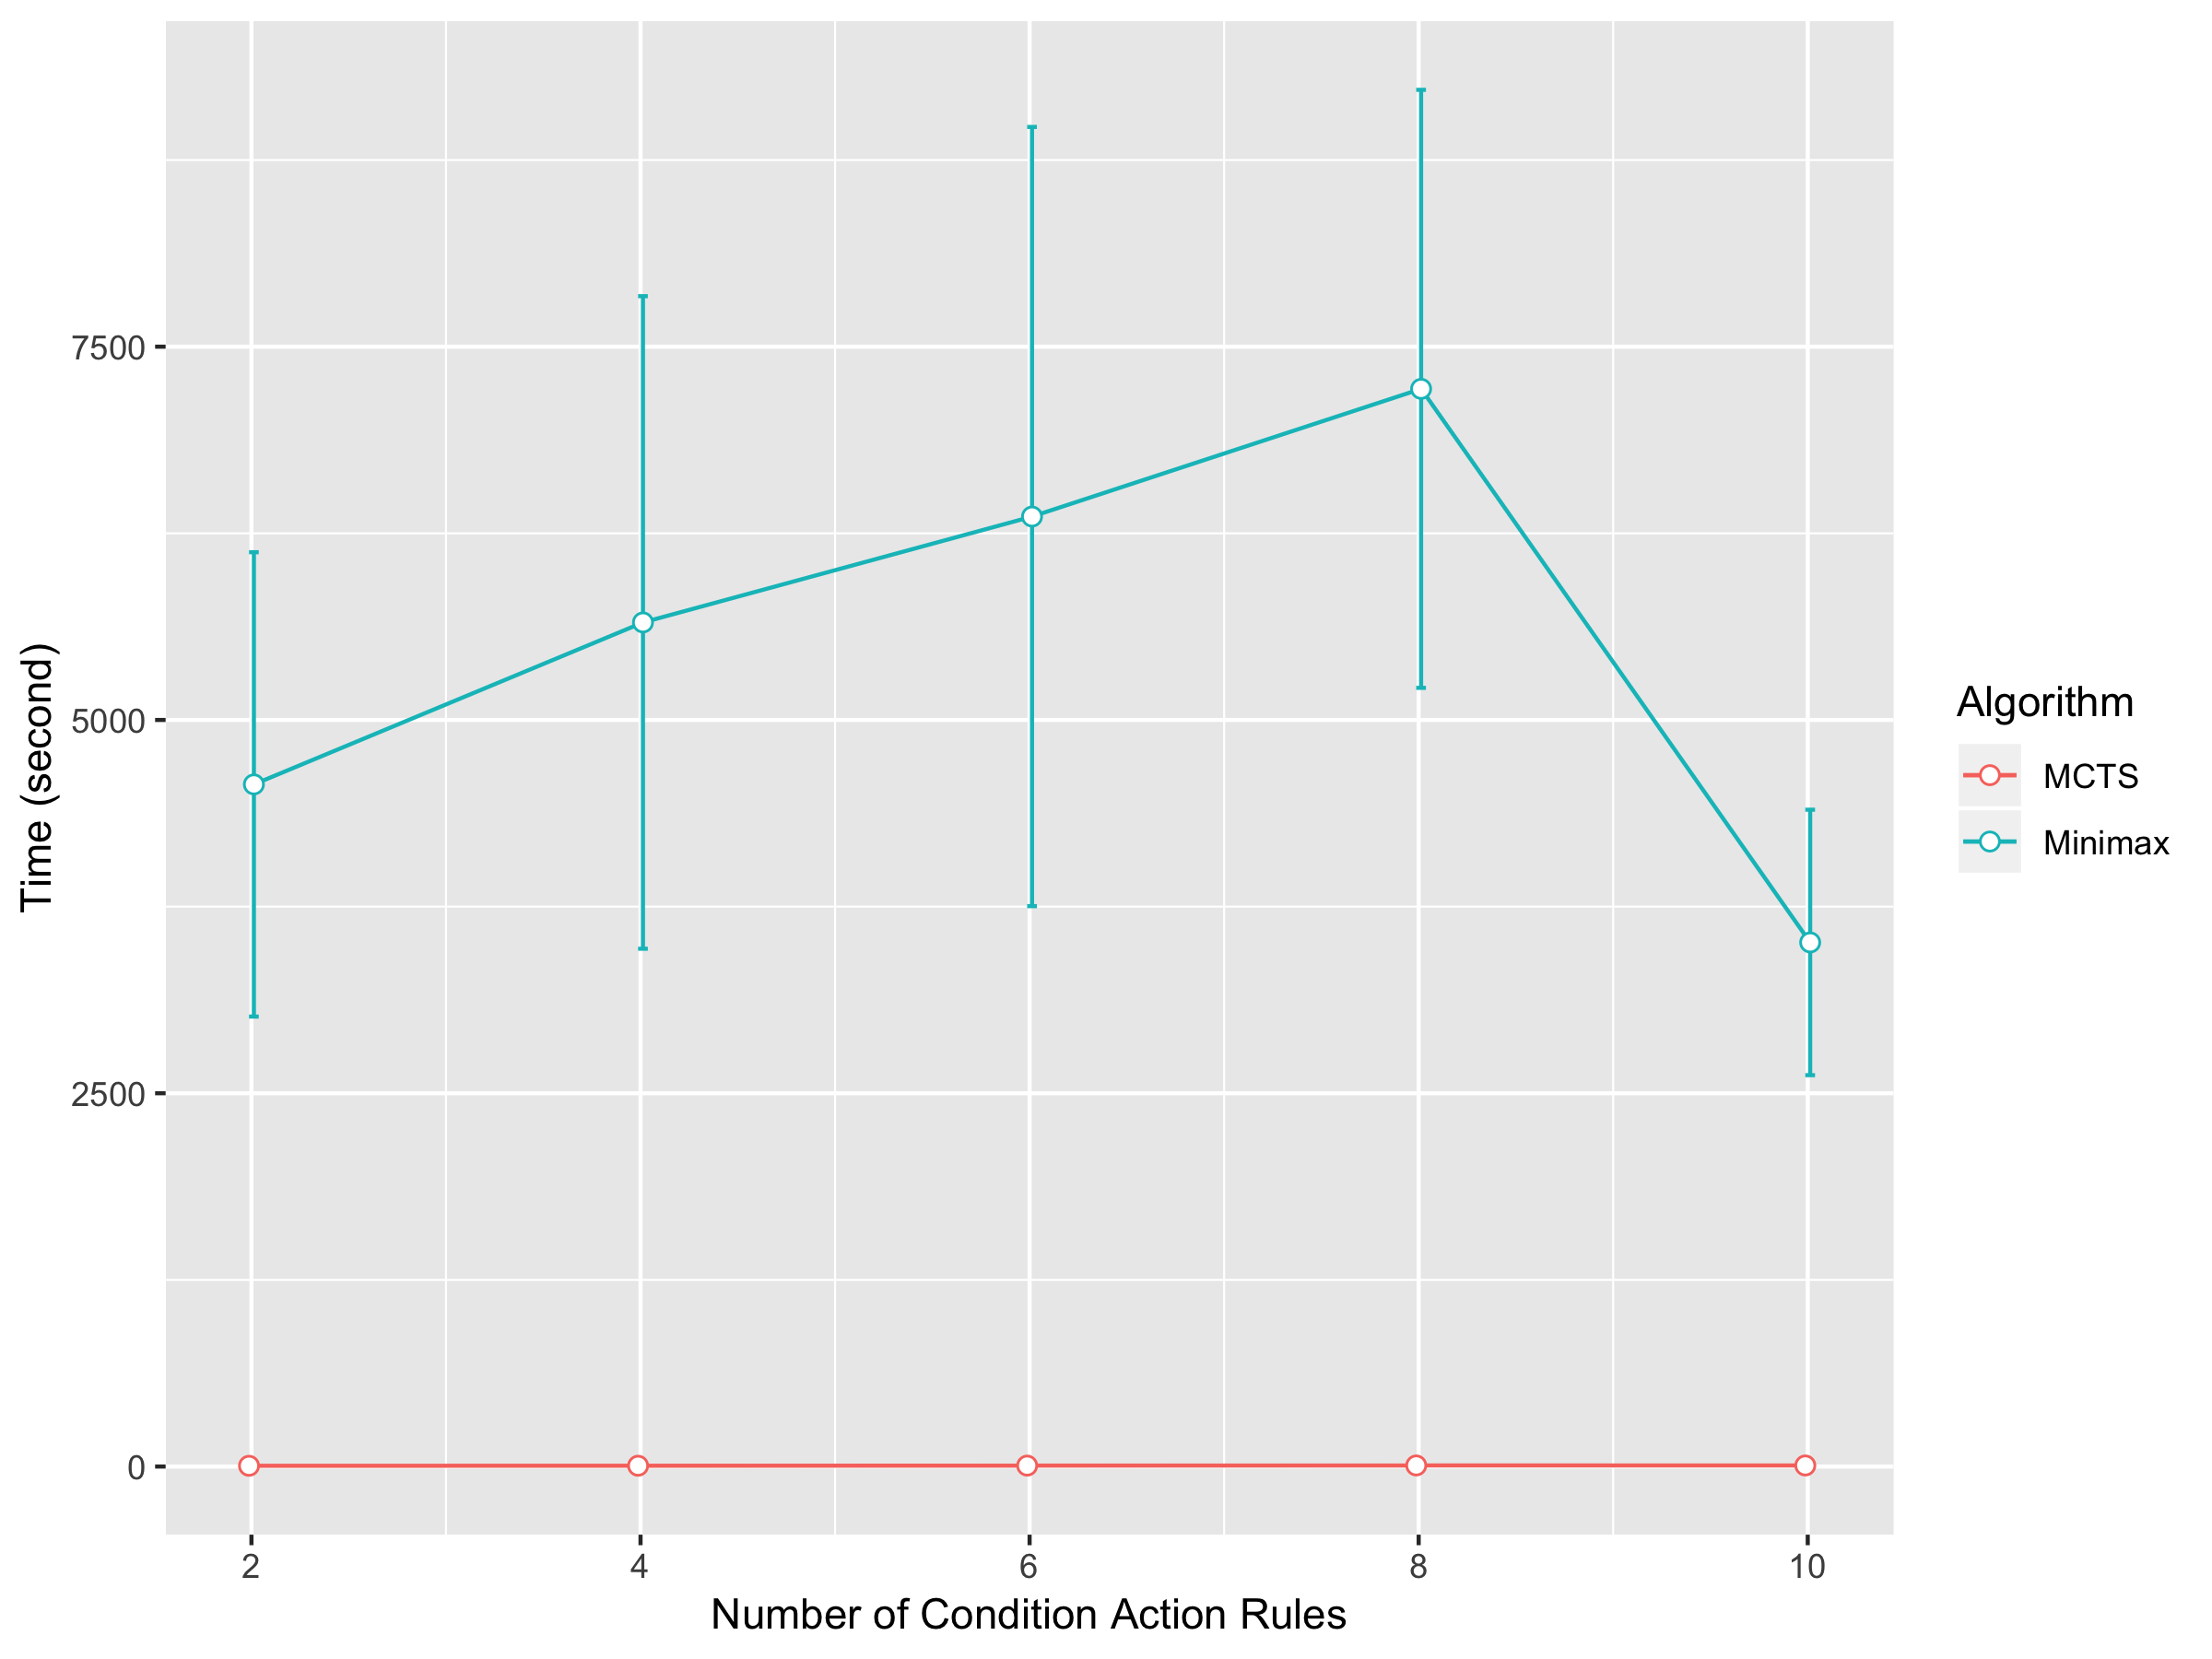 7500
5000
2500
0
Time (second)
2 4 6 8 10
Number of Condition Action Rules
Algorithm
MCTS
Minimax